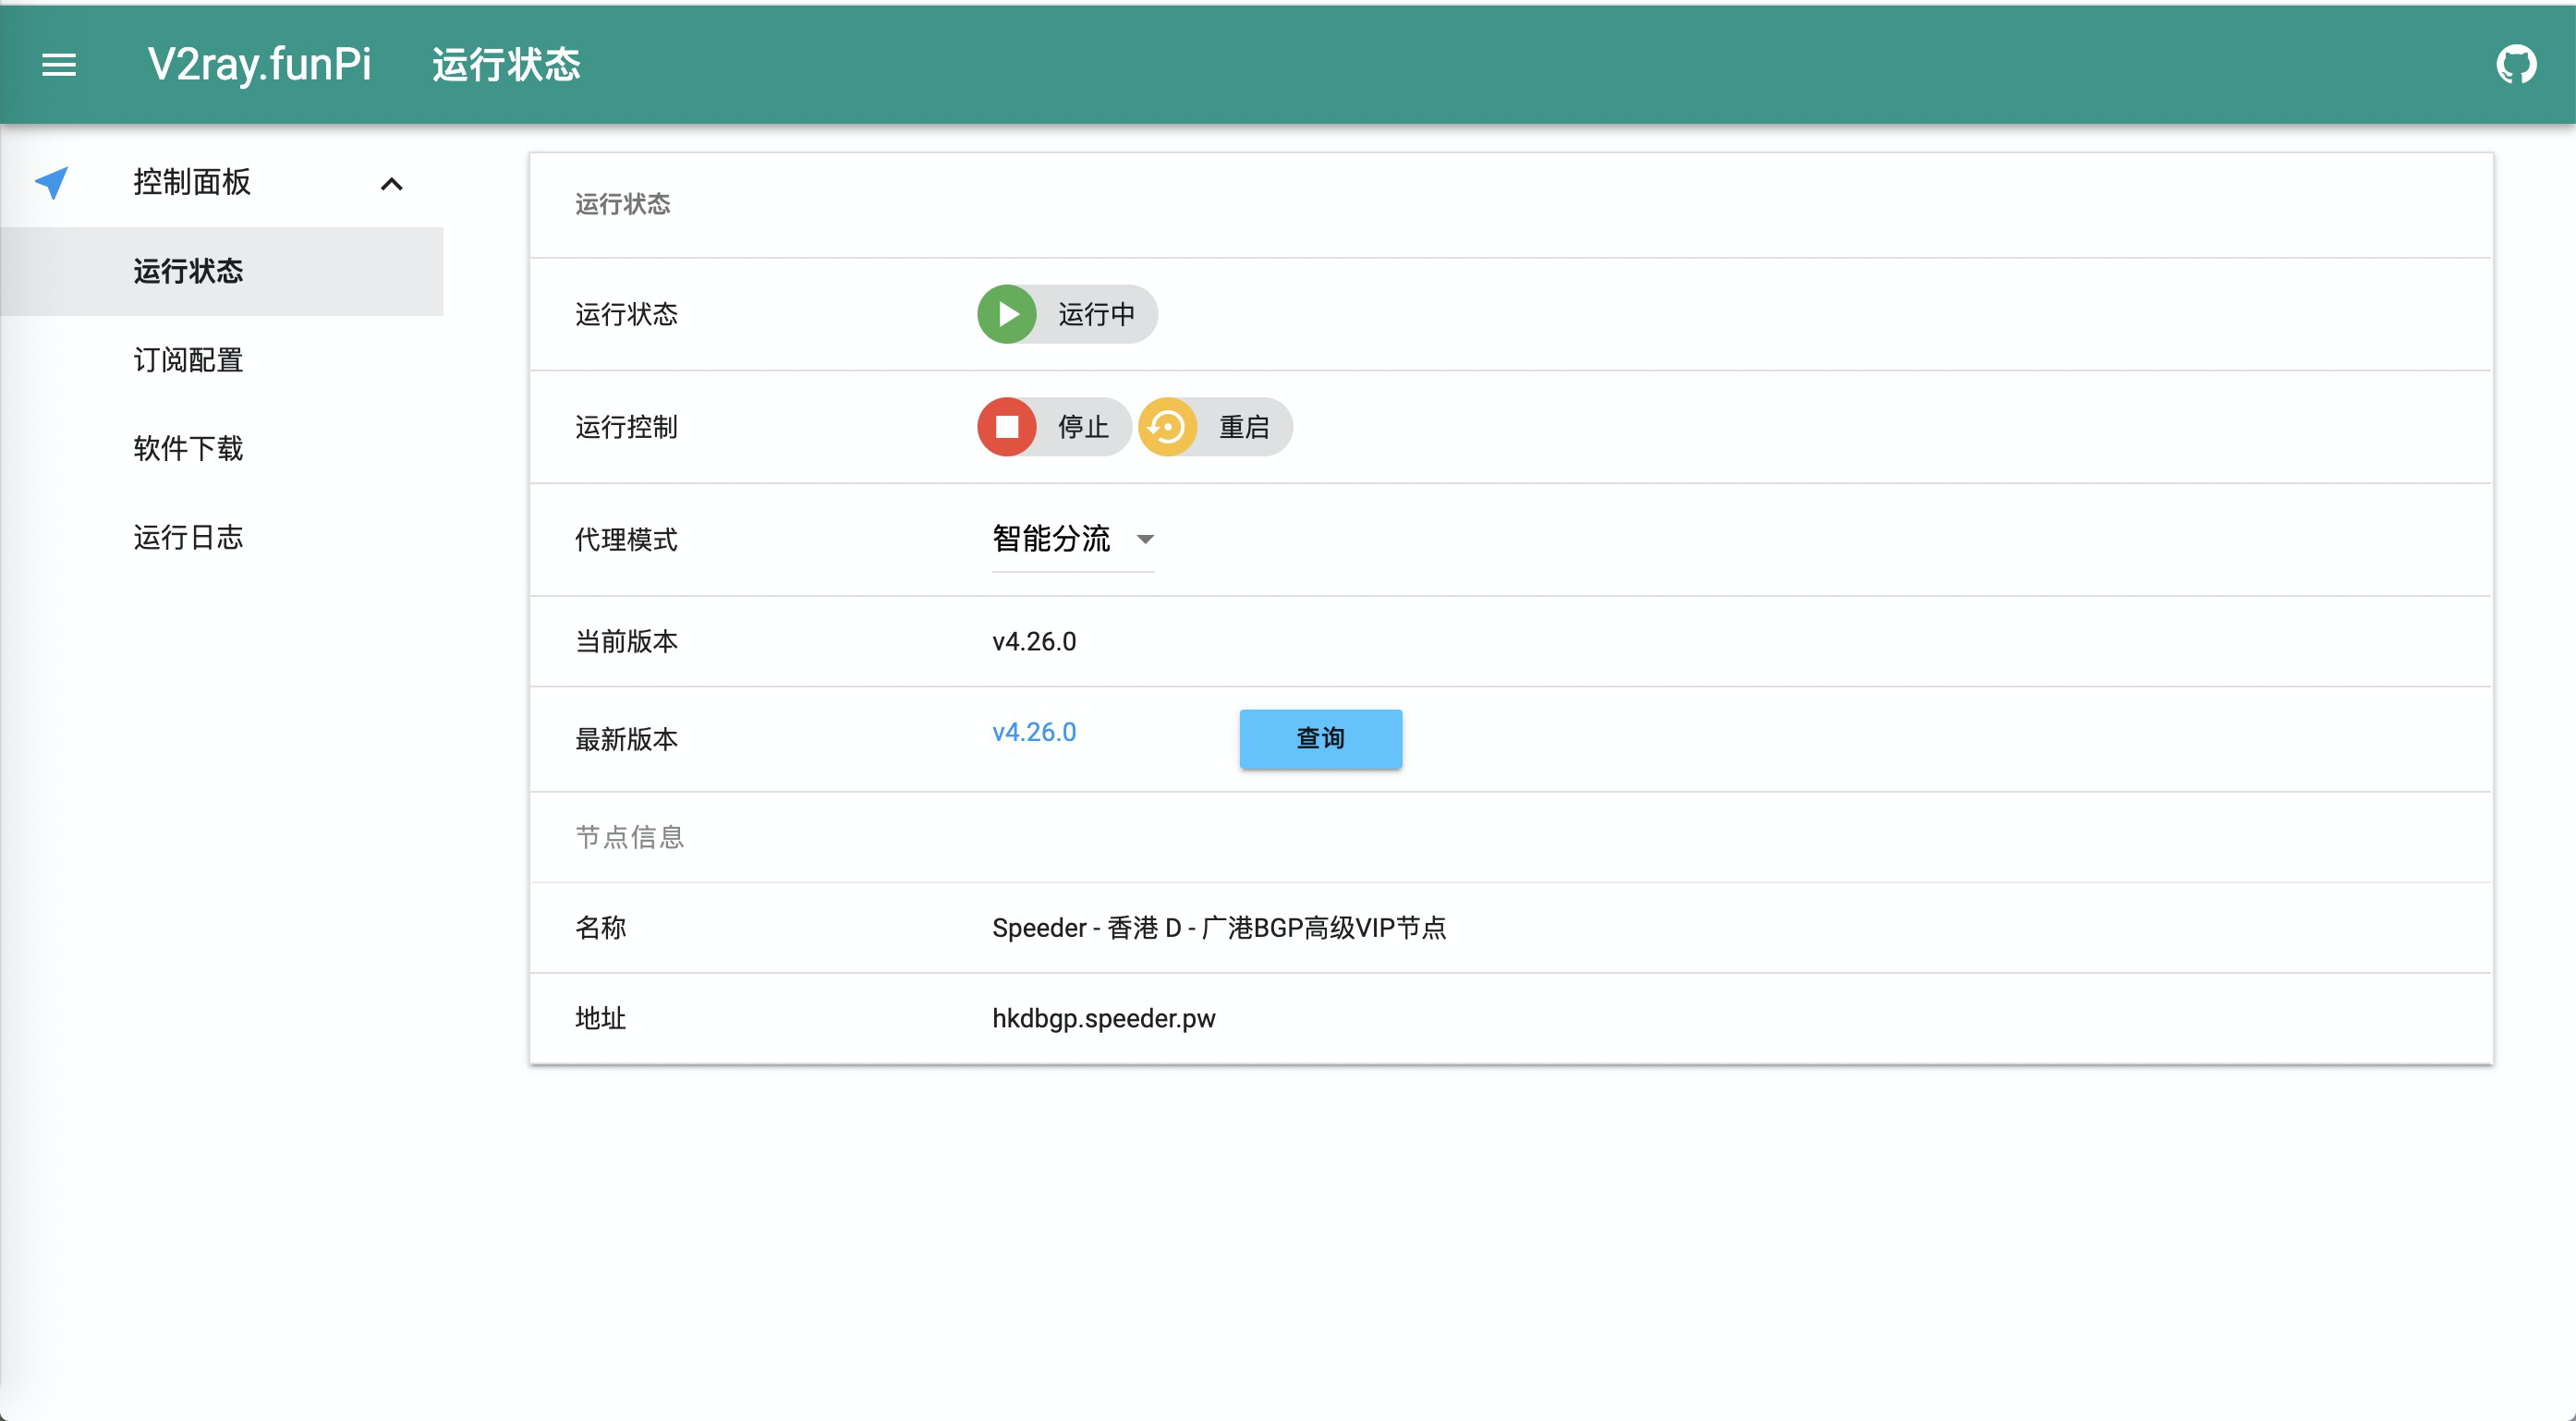 V2ray.funPi 运行状态
控制面板
运行状态
订阅配置
软件下载
运行日志
运行状态
运行状态 运行中
运行控制 停止 重启
代理模式 智能分流
当前版本 v4.26.0
最新版本 v4.26.0 查询
节点信息
名称 Speeder - 香港 D - 广港BGP高级VIP节点
地址 hkdbgp.speeder.pw